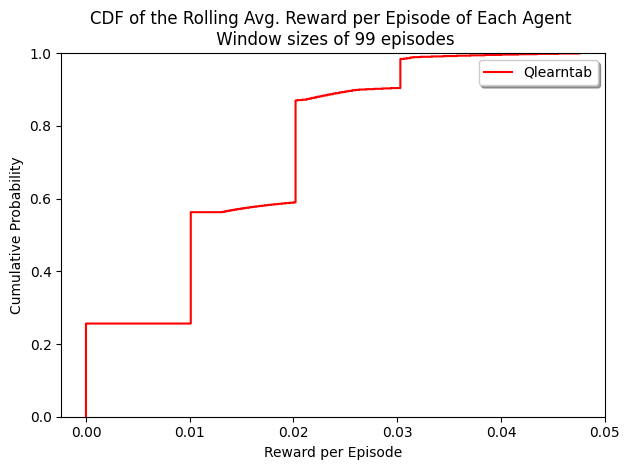 CDF of the Rolling Avg. Reward per Episode of Each Agent
Window sizes of 99 episodes
Qlearntab
1.0
0.8
0.6
0.4
0.2
0.0
Cumulative Probability
0.00 0.01 0.02 0.03 0.04 0.05
Reward per Episode